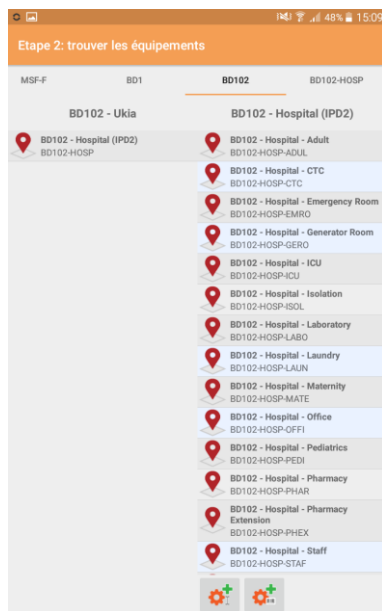 48% 15:09
Etape 2: trouver les équipements
MSF-F BD1 BD102 BD102-HOSP
BD102 - Ukia
BD102 - Hospital (IPD2)
BD102-HOSP
BD102 - Hospital (IPD2)
BD102 - Hospital - Adult
BD102-HOSP-ADUL
BD102 - Hospital - CTC
BD102-HOSP-CTC
BD102 - Hospital - Emergency Room
BD102-HOSP-EMRO
BD102 - Hospital - Generator Room
BD102-HOSP-GERO
BD102 - Hospital - ICU
BD102-HOSP-ICU
BD102 - Hospital - Isolation
BD102-HOSP-ISOL
BD102 - Hospital - Laboratory
BD102-HOSP-LABO
BD102 - Hospital - Laundry
BD102-HOSP-LAUN
BD102 - Hospital - Maternity
BD102-HOSP-MATE
BD102 - Hospital - Office
BD102-HOSP-OFFI
BD102 - Hospital - Pediatrics
BD102-HOSP-PEDI
BD102 - Hospital - Pharmacy
BD102-HOSP-PHAR
BD102 - Hospital - Pharmacy
Extension
BD102-HOSP-PHEX
BD102 - Hospital - Staff
BD102-HOSP-STAF